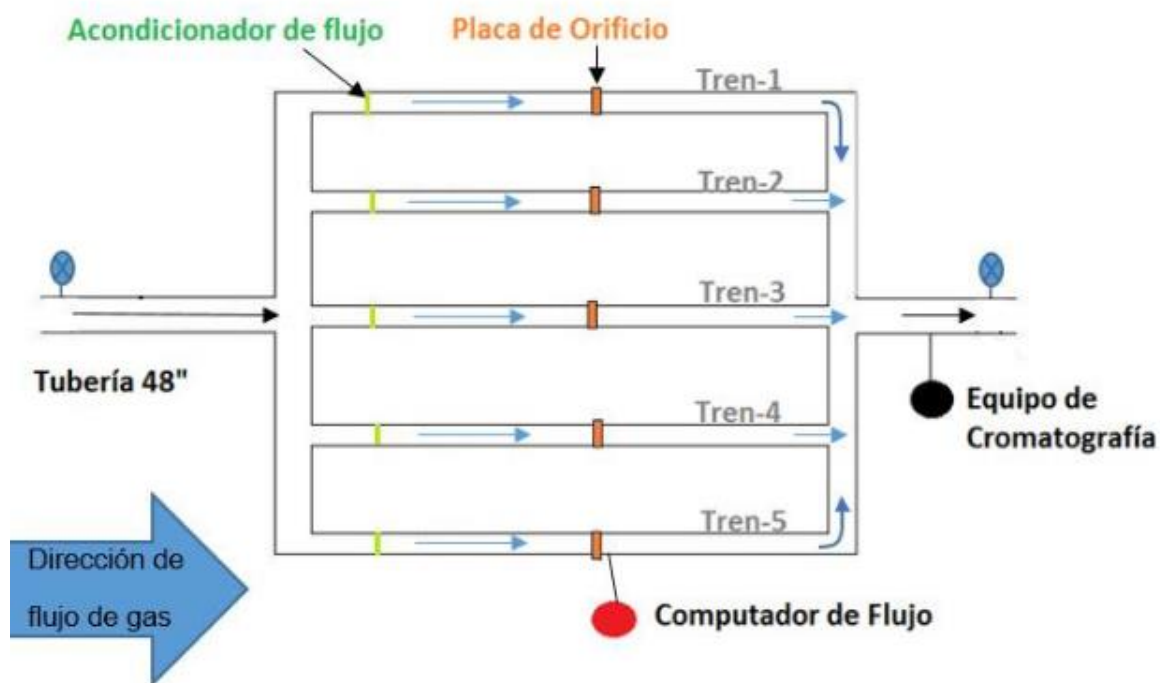 Acondicionador de flujo
Placa de Orificio
Tren-1
Tren-2
Tren-3
Tren-4
Tren-5
Tubería 48"
Equipo de
Cromatografía
Dirección de
flujo de gas
Computador de Flujo